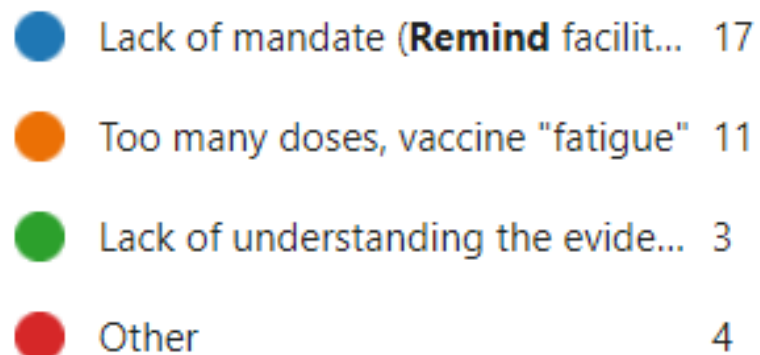 Lack of mandate (Remind facilit... 17
Too many doses, vaccine "fatigue" 11
Lack of understanding the evide... 3
Other 4